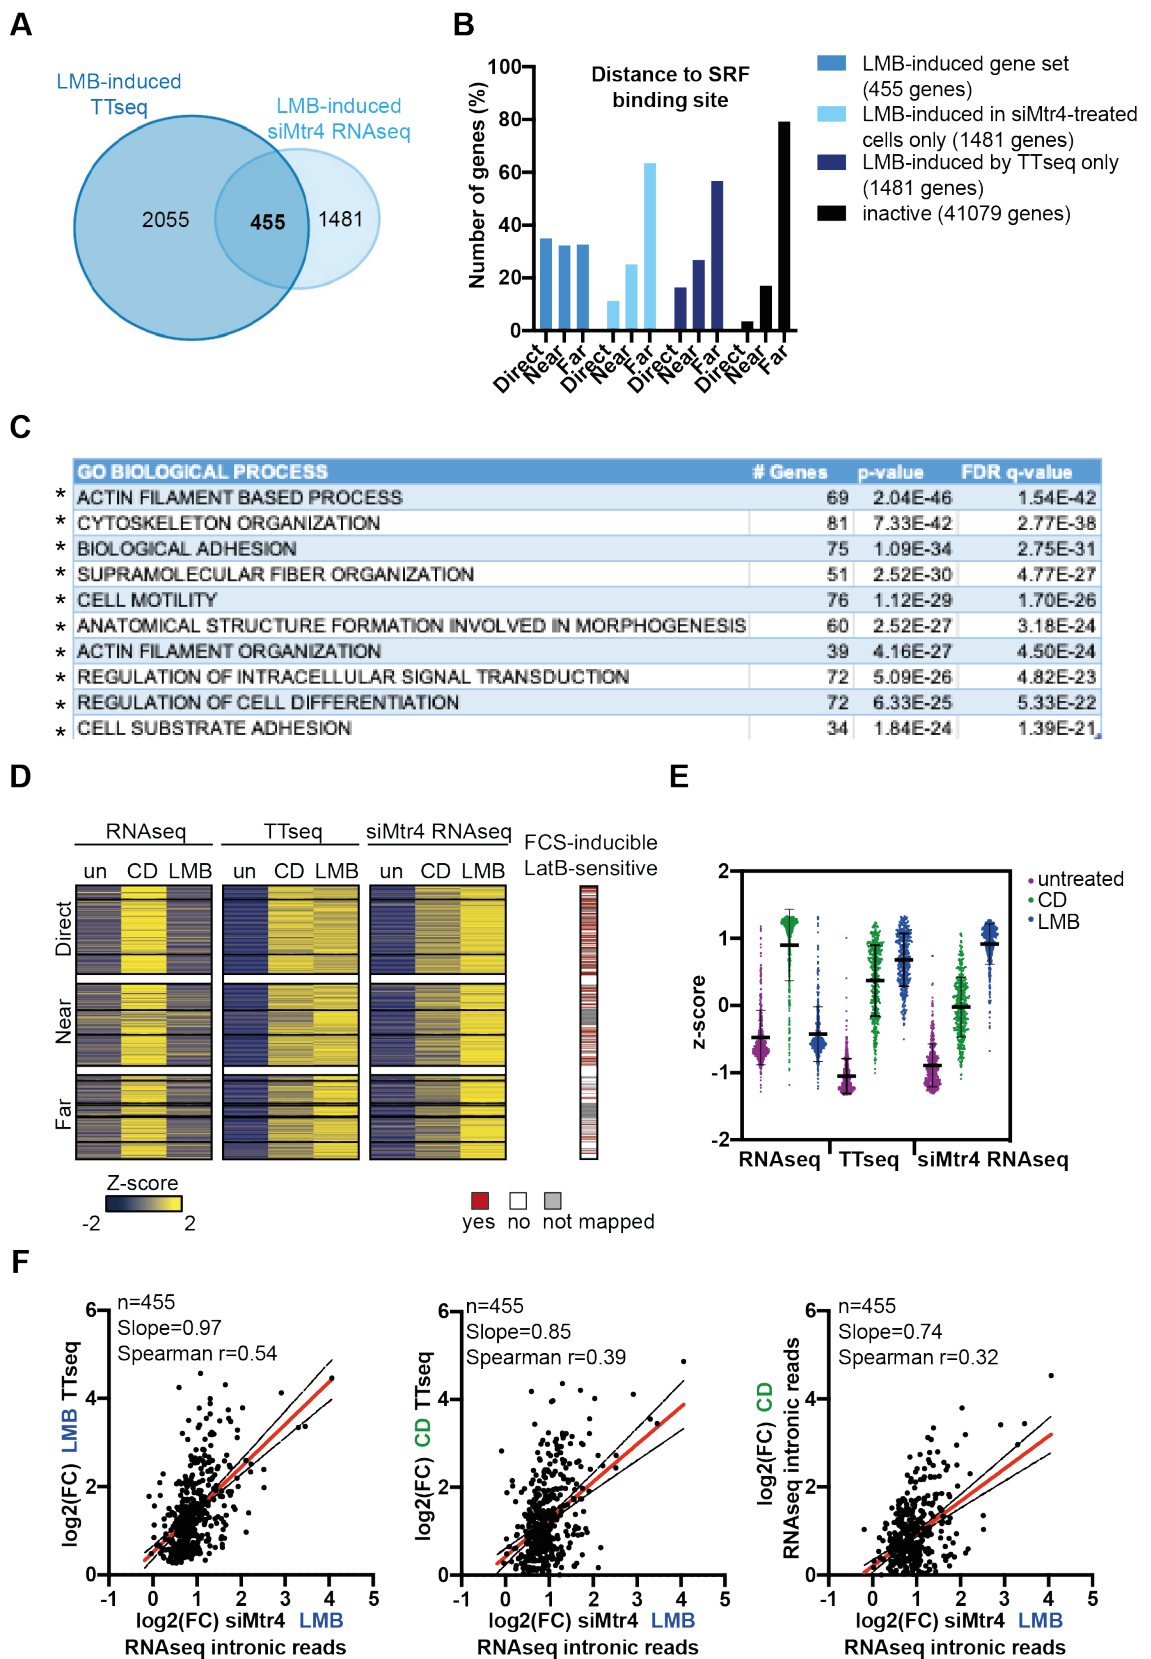 A
LMB-induced
TTseq
LMB-induced
siMtr4 RNAseq
2055
455
1481
B
Distance to SRF
binding site
Number of genes (%)
100
80
60
40
20
0
Direct
Near
Far
Direct
Near
Far
Direct
Near
Far
Direct
Near
Far
LMB-induced gene set
(455 genes)
LMB-induced in siMtr4-treated
cells only (1481 genes)
LMB-induced by TTseq only
(1481 genes)
inactive (41079 genes)
C
GO BIOLOGICAL PROCESS # Genes p-value FDR q-value
* ACTIN FILAMENT BASED PROCESS 69 2.04E-46 1.54E-42
* CYTOSKELETON ORGANIZATION 81 7.33E-42 2.77E-38
* BIOLOGICAL ADHESION 75 1.09E-34 2.75E-31
* SUPRAMOLECULAR FIBER ORGANIZATION 51 2.52E-30 4.77E-27
* CELL MOTILITY 76 1.12E-29 1.70E-26
* ANATOMICAL STRUCTURE FORMATION INVOLVED IN MORPHOGENESIS 60 2.52E-27 3.18E-24
* ACTIN FILAMENT ORGANIZATION 39 4.16E-27 4.50E-24
* REGULATION OF INTRACELLULAR SIGNAL TRANSDUCTION 72 5.09E-26 4.82E-23
* REGULATION OF CELL DIFFERENTIATION 72 6.33E-25 5.33E-22
* CELL SUBSTRATE ADHESION 34 1.84E-24 1.39E-21
D
RNAseq TTseq siMtr4 RNAseq
FCS-inducible
LatB-sensitive
un CD LMB un CD LMB un CD LMB
Direct
Near
Far
Z-score
-2 2
yes no not mapped
E
z-score
2
1
0
-1
-2
RNAseq TTseq siMtr4 RNAseq
untreated
CD
LMB
F
n=455
Slope=0.97
Spearman r=0.54
log2(FC) LMB TTseq
6
4
2
0
-1 0 1 2 3 4 5
log2(FC) siMtr4 LMB
RNAseq intronic reads
n=455
Slope=0.85
Spearman r=0.39
log2(FC) CD TTseq
6
4
2
0
-1 0 1 2 3 4 5
log2(FC) siMtr4 LMB
RNAseq intronic reads
n=455
Slope=0.74
Spearman r=0.32
log2(FC) CD
RNAseq intronic reads
6
4
2
0
-1 0 1 2 3 4 5
log2(FC) siMtr4 LMB
RNAseq intronic reads